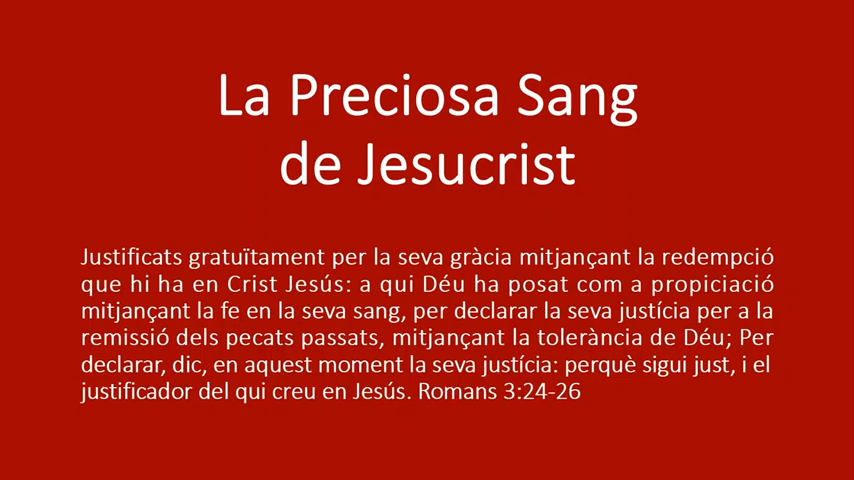 La Preciosa Sang
de Jesucrist
Justificats gratuïtament per la seva gràcia mitjançant la redempció
que hi ha en Crist Jesús: a qui Déu ha posat com a propiciació
mitjançant la fe en la seva sang, per declarar la seva justícia per a la
remissió dels pecats passats, mitjançant la tolerància de Déu; Per
declarar, dic, en aquest moment la seva justícia: perquè sigui just, i el
justificador del qui creu en Jesús. Romans 3:24-26